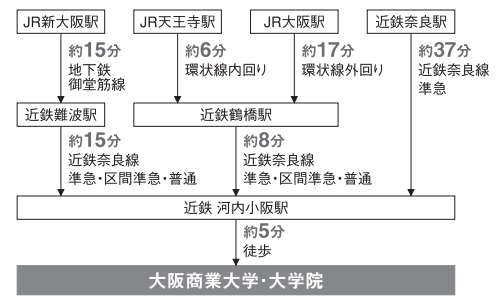 JR新大阪駅
JR天王寺駅
JR大阪駅
近鉄奈良駅
約15分
地下鉄
御堂筋線
約6分
環状線内回り
約17分
環状線外回り
約37分
近鉄奈良線
準急
近鉄難波駅
近鉄鶴橋駅
約15分
近鉄奈良線
準急・区間準急・普通
約8分
近鉄奈良線
準急・区間準急・普通
近鉄 河内小阪駅
約5分
徒歩
大阪商業大学・大学院